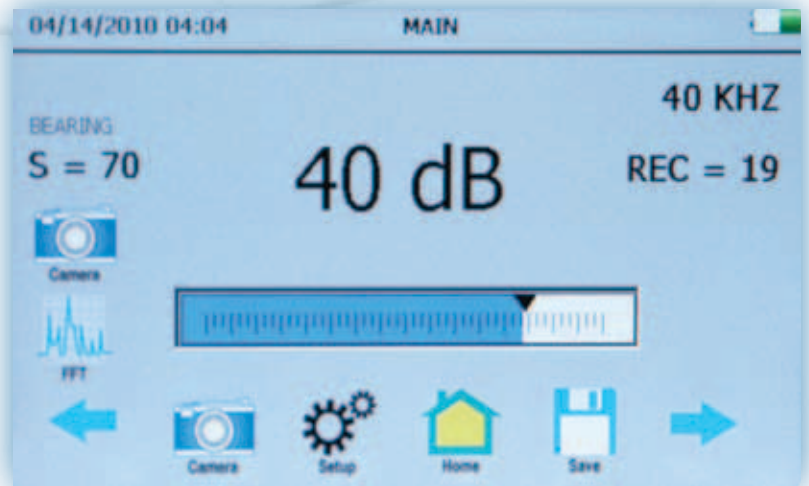 04/14/2010 04:04 MAIN
40 KHZ
BEARING
S = 70
40 dB
REC = 19
Camera
FFT
Camera
Setup
Home
Save